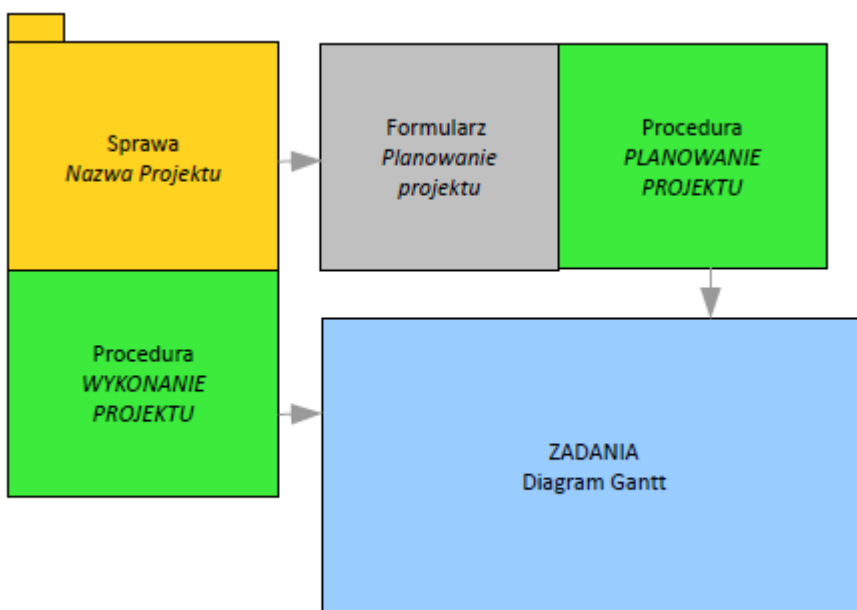 Sprawa
Nazwa Projektu
Formularz
Planowanie
projektu
Procedura
PLANOWANIE
PROJEKTU
Procedura
WYKONANIE
PROJEKTU
ZADANIA
Diagram Gantt